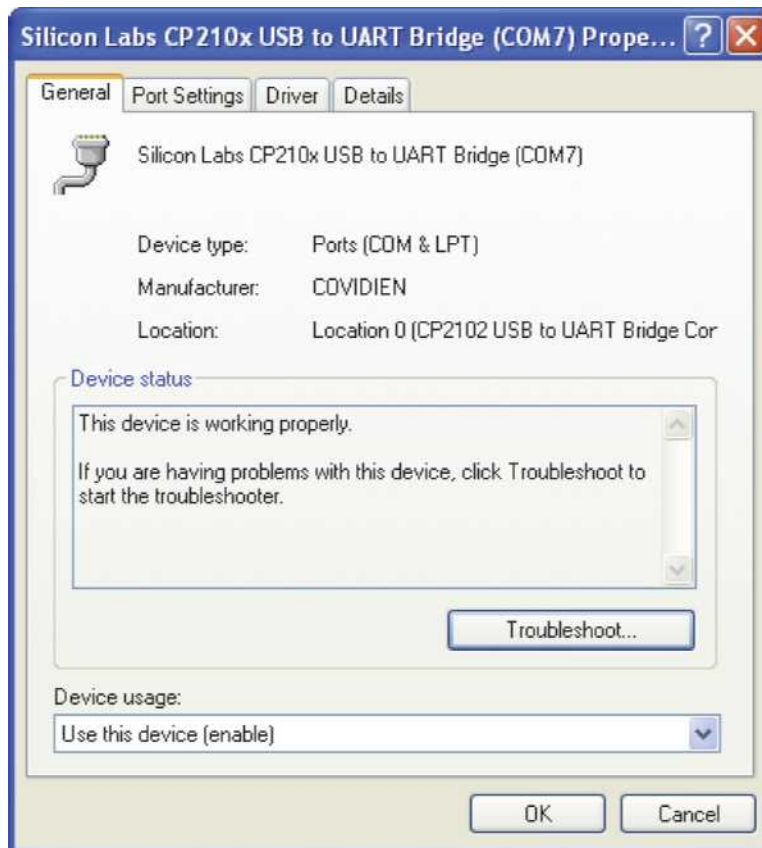 Silicon Labs CP210x USB to UART Bridge (COM7) Prope...
General Port Settings Driver Details
Silicon Labs CP210x USB to UART Bridge (COM7)
Device type: Ports (COM & LPT)
Manufacturer: COVIDIEN
Location: Location 0 (CP2102 USB to UART Bridge Cor
Device status
This device is working properly.
If you are having problems with this device, click Troubleshoot to
start the troubleshooter.
Troubleshoot...
Device usage:
Use this device (enable)
OK Cancel